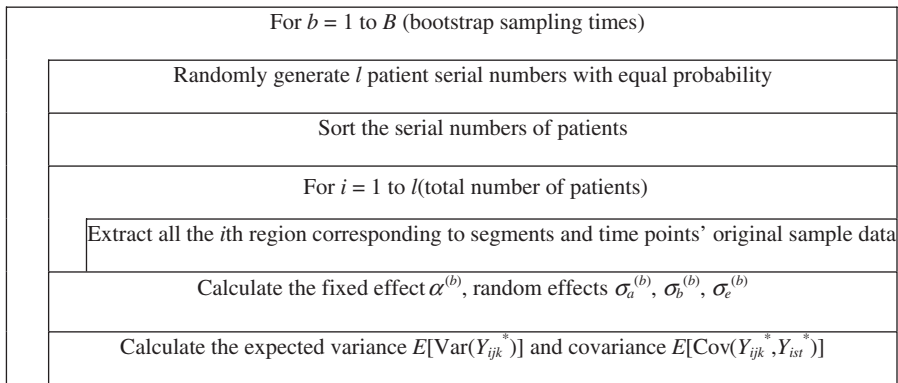 For b = 1 to B (bootstrap sampling times)
Randomly generate l patient serial numbers with equal probability
Sort the serial numbers of patients
For i = 1 to l(total number of patients)
Extract all the ith region corresponding to segments and time points’ original sample data
Calculate the fixed effect α^(b), random effects σ_a^(b), σ_b^(b), σ_e^(b)
Calculate the expected variance E[Var(Y_ijk^*)] and covariance E[Cov(Y_ijk^*,Y_ist^*)]